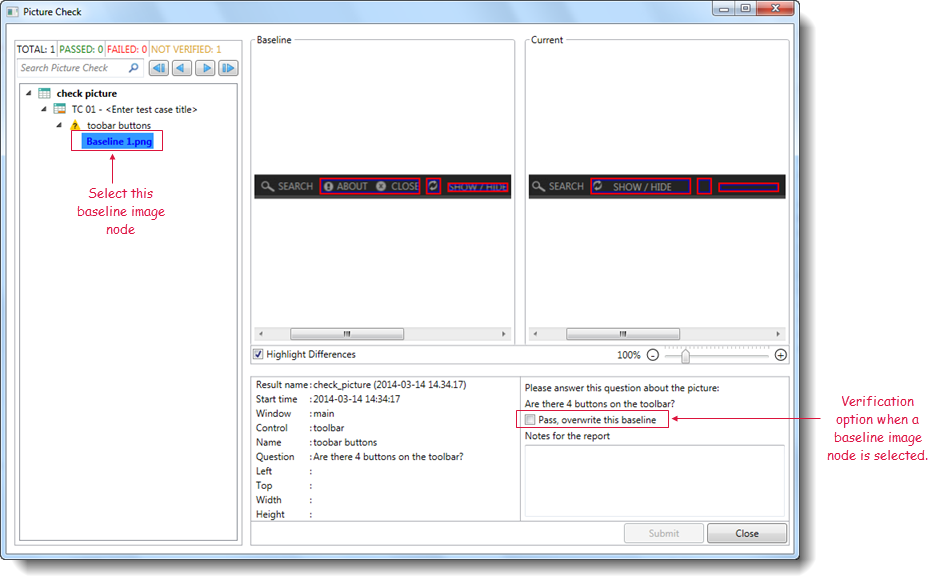 Picture Check
TOTAL: 1 PASSED: 0 FAILED: 0 NOT VERIFIED: 1
Search Picture Check
check picture
TC 01 - <Enter test case title>
toobar buttons
Baseline 1.png
Select this
baseline image
node
Baseline
SEARCH ABOUT CLOSE SHOW / HIDE
Current
SEARCH SHOW / HIDE
Highlight Differences
100%
Result name : check_picture (2014-03-14 14.34.17)
Start time : 2014-03-14 14:34:17
Window : main
Control : toolbar
Name : toobar buttons
Question : Are there 4 buttons on the toolbar?
Left :
Top :
Width :
Height :
Please answer this question about the picture:
Are there 4 buttons on the toolbar?
Pass, overwrite this baseline
Notes for the report
Submit
Close
Verification
option when a
baseline image
node is selected.